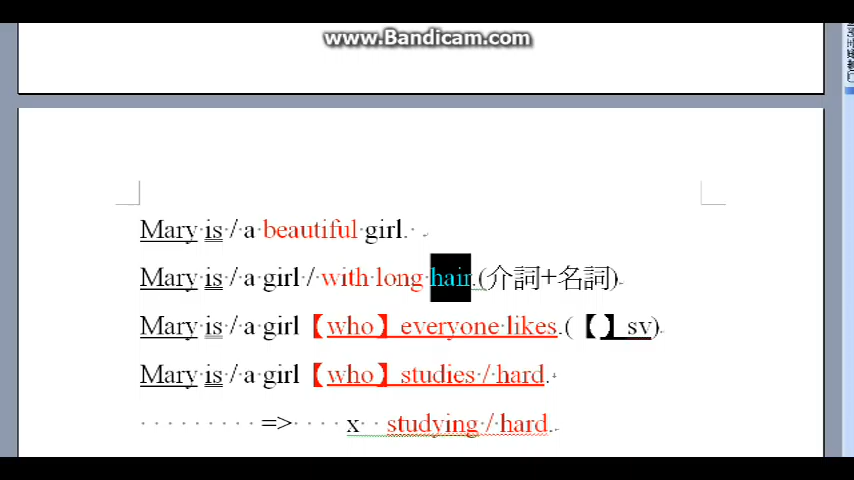 www.Bandicam.com
Mary is / a beautiful girl.
Mary is / a girl / with long hair.(介詞+名詞)
Mary is / a girl【who】everyone likes.(【】sv)
Mary is / a girl【who】studies / hard.
=> x studying / hard.